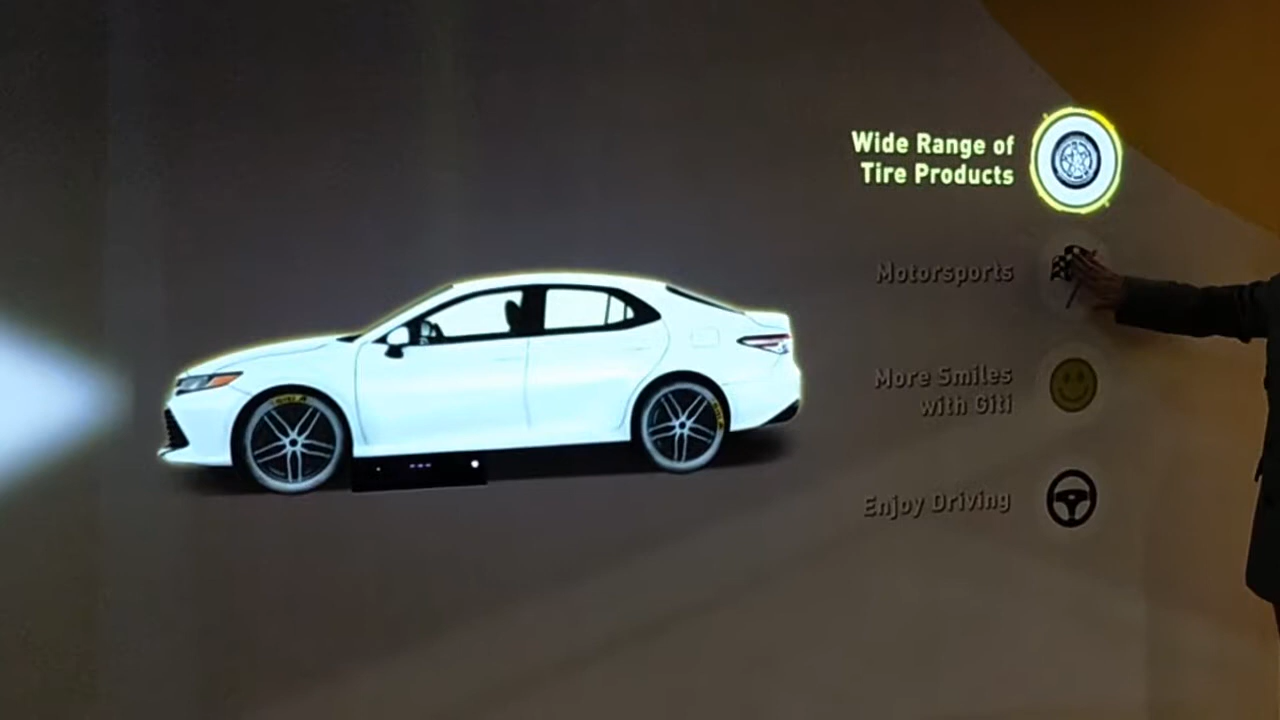 Wide Range of
Tire Products
Motorsports
More Smiles
with Giti
Enjoy Driving